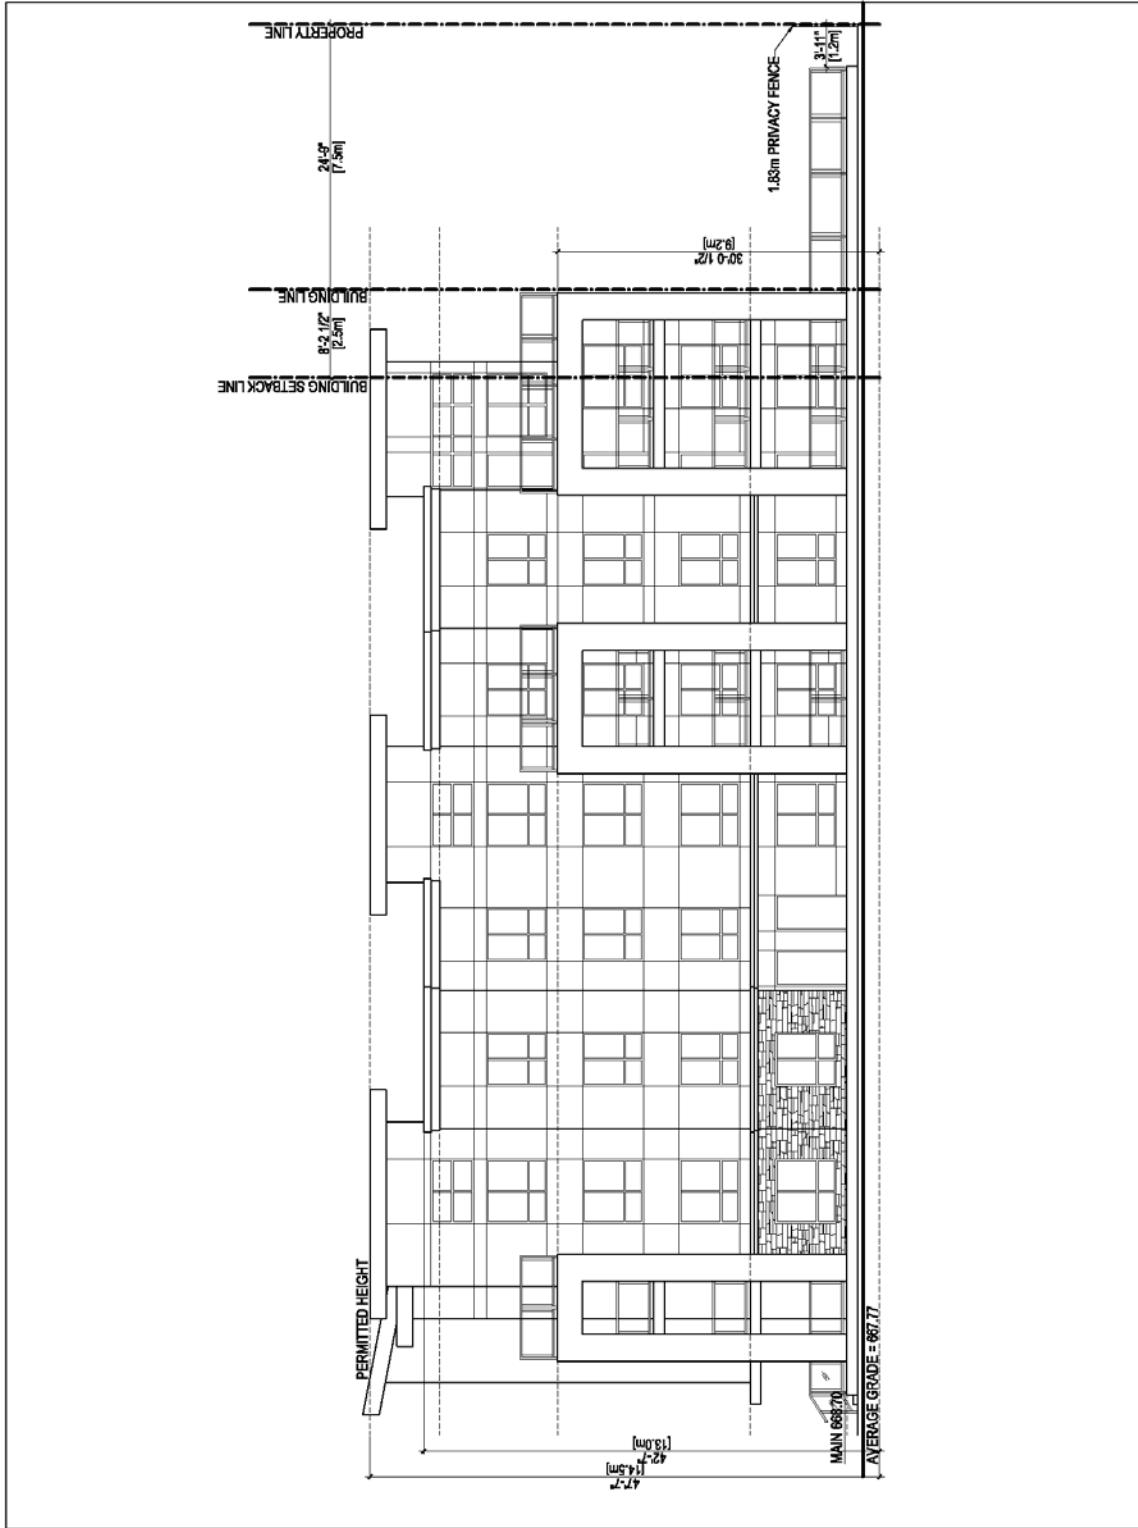 PROPERTY LINE
24'-9"
[7.5m]
BUILDING LINE
8'-2 1/2"
[2.5m]
BUILDING SETBACK LINE
3'-11"
[1.2m]
1.83m PRIVACY FENCE
30'-0 1/2"
[9.2m]
PERMITTED HEIGHT
47'-7"
[14.5m]
42'-7"
[13.0m]
MAIN 668.70
AVERAGE GRADE = 667.77